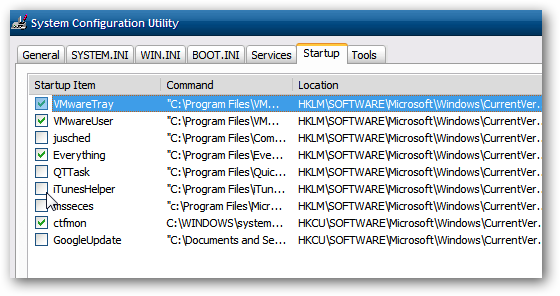 System Configuration Utility
General SYSTEM.INI WIN.INI BOOT.INI Services Startup Tools
Startup Item Command Location
VMwareTray "C:\Program Files\VM... HKLM\SOFTWARE\Microsoft\Windows\CurrentVer...
VMwareUser "C:\Program Files\VM... HKLM\SOFTWARE\Microsoft\Windows\CurrentVer...
jusched "C:\Program Files\Com... HKLM\SOFTWARE\Microsoft\Windows\CurrentVer...
Everything "C:\Program Files\Eve... HKLM\SOFTWARE\Microsoft\Windows\CurrentVer...
QTTask "C:\Program Files\Quic... HKLM\SOFTWARE\Microsoft\Windows\CurrentVer...
iTunesHelper "C:\Program Files\iTun... HKLM\SOFTWARE\Microsoft\Windows\CurrentVer...
msseces "c:\Program Files\Micr... HKLM\SOFTWARE\Microsoft\Windows\CurrentVer...
ctfmon C:\WINDOWS\system... HKCU\SOFTWARE\Microsoft\Windows\CurrentVer...
GoogleUpdate "C:\Documents and Se... HKCU\SOFTWARE\Microsoft\Windows\CurrentVer...